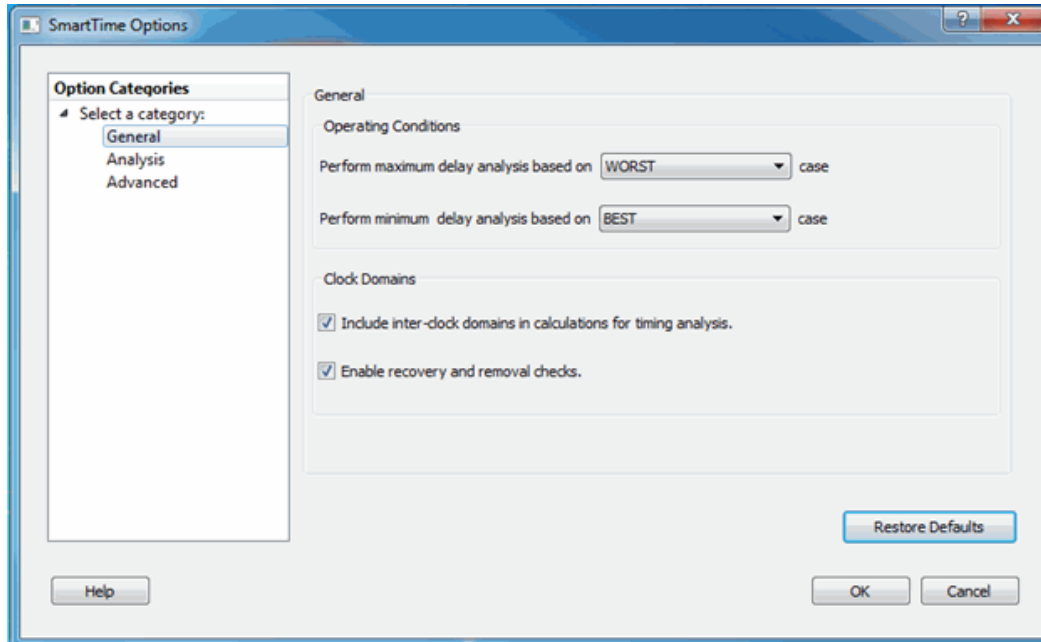 SmartTime Options
Option Categories
Select a category:
General
Analysis
Advanced
General
Operating Conditions
Perform maximum delay analysis based on WORST case
Perform minimum delay analysis based on BEST case
Clock Domains
Include inter-clock domains in calculations for timing analysis.
Enable recovery and removal checks.
Restore Defaults
Help OK Cancel